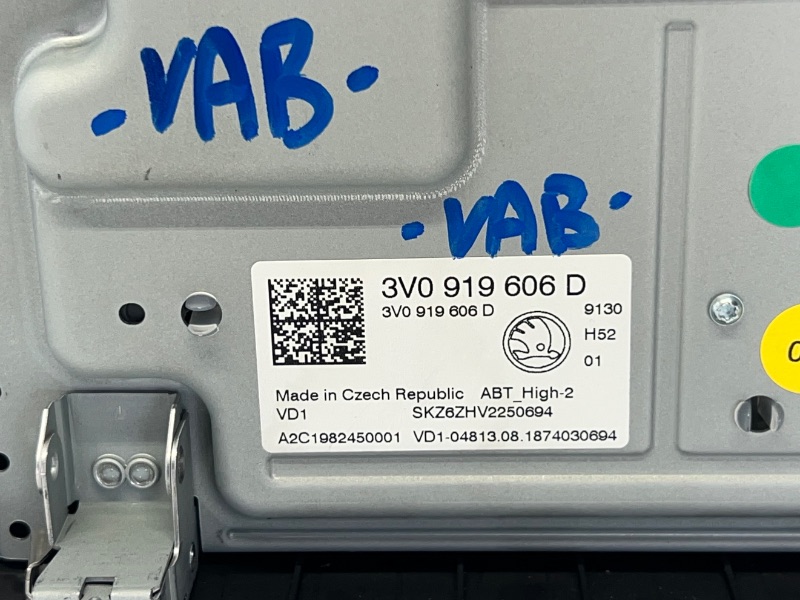 -VAB-
-VAB-
3V0 919 606 D
3V0 919 606 D
9130
H52
01
Made in Czech Republic ABT_High-2
VD1 SKZ6ZHV2250694
A2C1982450001 VD1-04813.08.1874030694